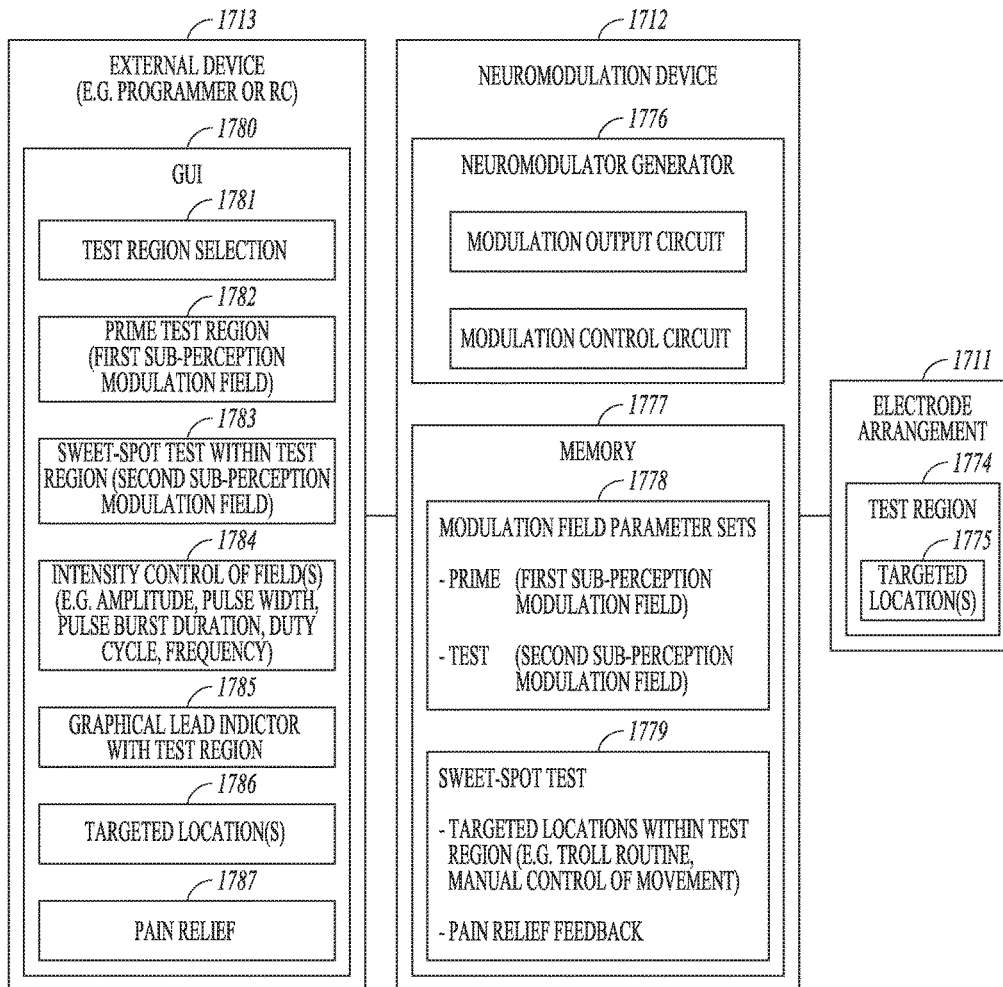 1713
EXTERNAL DEVICE
(E.G. PROGRAMMER OR RC)
1780
GUI
1781
TEST REGION SELECTION
1782
PRIME TEST REGION
(FIRST SUB-PERCEPTION
MODULATION FIELD)
1783
SWEET-SPOT TEST WITHIN TEST
REGION (SECOND SUB-PERCEPTION
MODULATION FIELD)
1784
INTENSITY CONTROL OF FIELD(S)
(E.G. AMPLITUDE, PULSE WIDTH,
PULSE BURST DURATION, DUTY
CYCLE, FREQUENCY)
1785
GRAPHICAL LEAD INDICTOR
WITH TEST REGION
1786
TARGETED LOCATION(S)
1787
PAIN RELIEF
1712
NEUROMODULATION DEVICE
1776
NEUROMODULATOR GENERATOR
MODULATION OUTPUT CIRCUIT
MODULATION CONTROL CIRCUIT
1777
MEMORY
1778
MODULATION FIELD PARAMETER SETS
- PRIME (FIRST SUB-PERCEPTION
MODULATION FIELD)
- TEST (SECOND SUB-PERCEPTION
MODULATION FIELD)
1779
SWEET-SPOT TEST
- TARGETED LOCATIONS WITHIN TEST
REGION (E.G. TROLL ROUTINE,
MANUAL CONTROL OF MOVEMENT)
- PAIN RELIEF FEEDBACK
1711
ELECTRODE
ARRANGEMENT
1774
TEST REGION
1775
TARGETED
LOCATION(S)